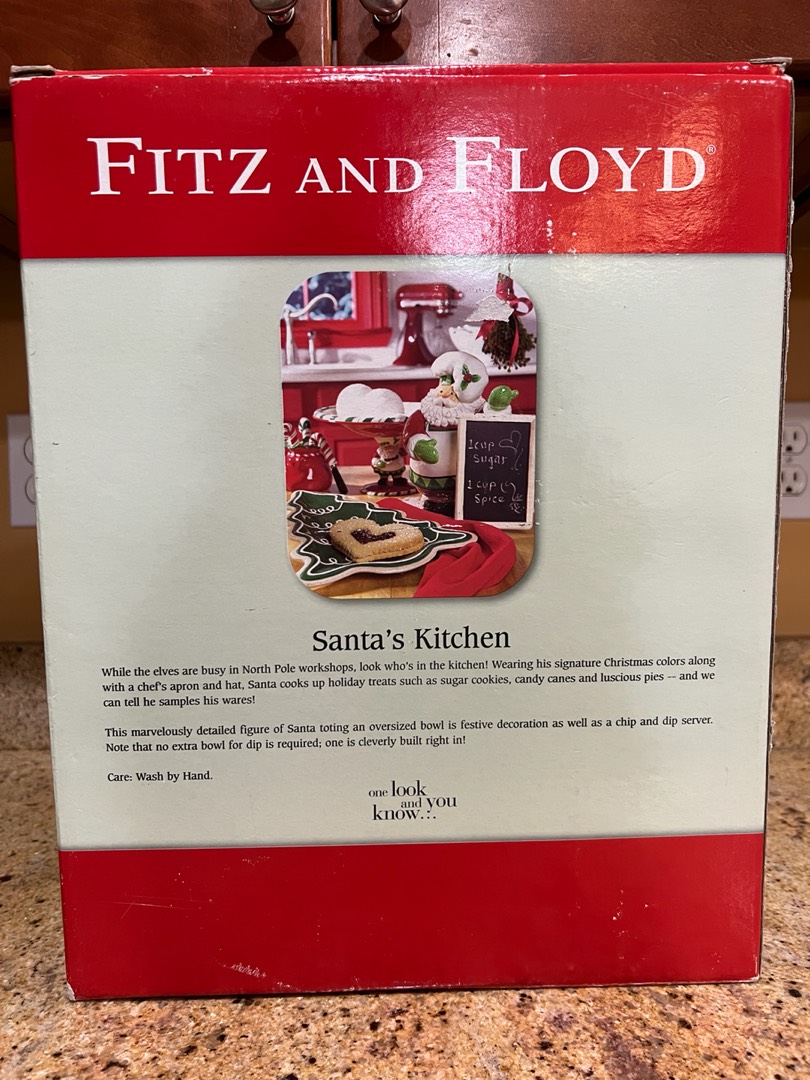 FITZ AND FLOYD®
1 cup
Sugar
1 cup
Spice
Santa's Kitchen
While the elves are busy in North Pole workshops, look who's in the kitchen! Wearing his signature Christmas colors along
with a chef's apron and hat, Santa cooks up holiday treats such as sugar cookies, candy canes and luscious pies -- and we
can tell he samples his wares!
This marvelously detailed figure of Santa toting an oversized bowl is festive decoration as well as a chip and dip server.
Note that no extra bowl for dip is required; one is cleverly built right in!
Care: Wash by Hand.
one look
and you
know...